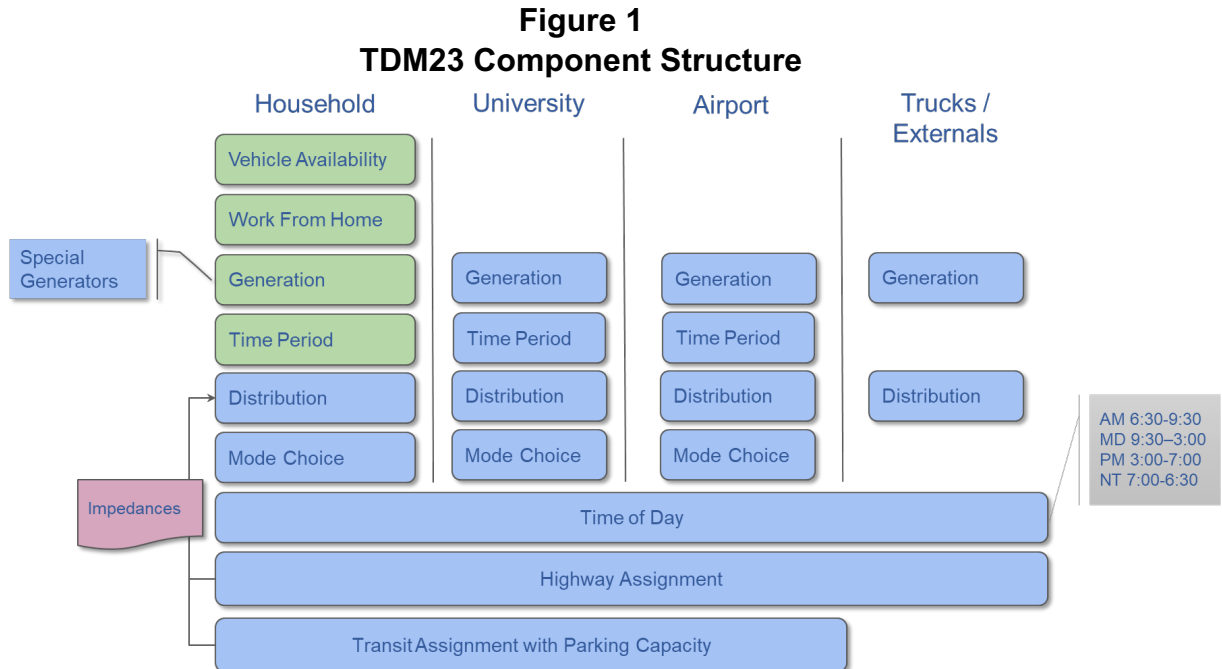 Figure 1
TDM23 Component Structure
Household
University
Airport
Trucks /
Externals
Vehicle Availability
Work From Home
Special
Generators
Generation
Generation
Generation
Generation
Time Period
Time Period
Time Period
Distribution
Distribution
Distribution
Distribution
AM 6:30-9:30
MD 9:30–3:00
PM 3:00-7:00
NT 7:00-6:30
Mode Choice
Mode Choice
Mode Choice
Impedances
Time of Day
Highway Assignment
Transit Assignment with Parking Capacity